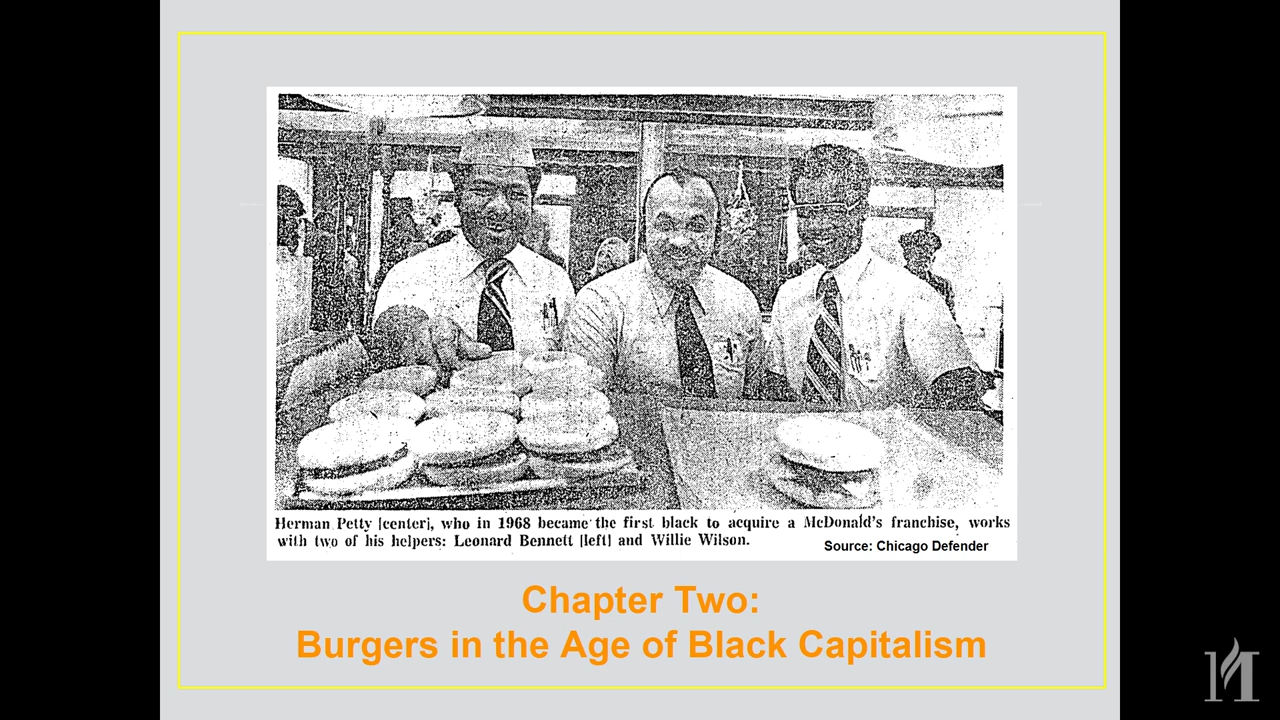 Herman Petty [center], who in 1968 became the first black to acquire a McDonald's franchise, works
with two of his helpers: Leonard Bennett [left] and Willie Wilson.
Source: Chicago Defender
Chapter Two:
Burgers in the Age of Black Capitalism